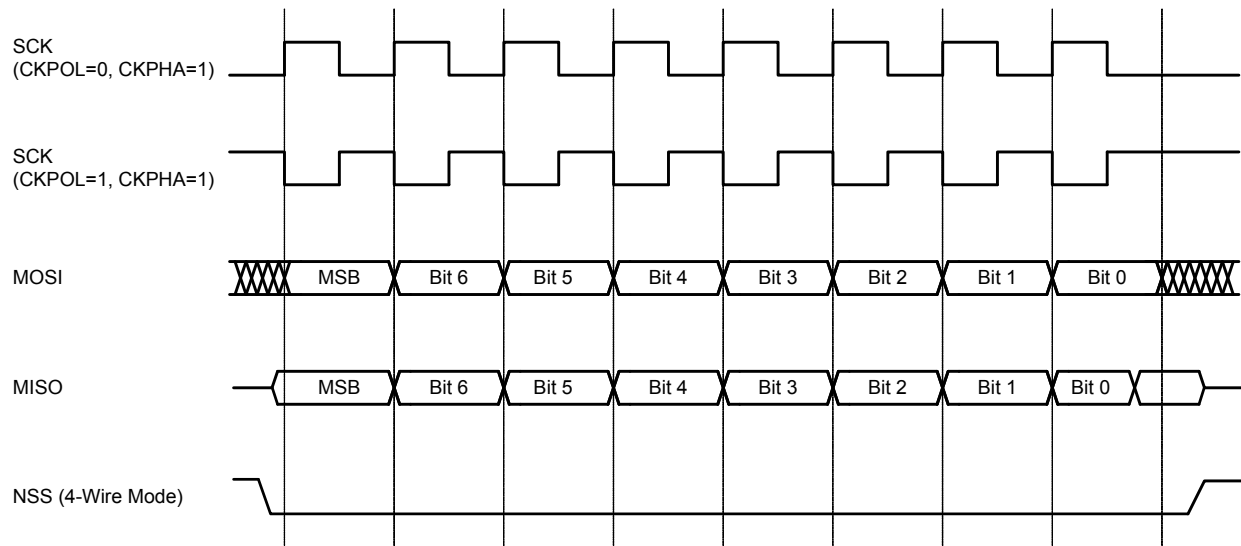 SCK
(CKPOL=0, CKPHA=1)
SCK
(CKPOL=1, CKPHA=1)
MOSI MSB Bit 6 Bit 5 Bit 4 Bit 3 Bit 2 Bit 1 Bit 0
MISO MSB Bit 6 Bit 5 Bit 4 Bit 3 Bit 2 Bit 1 Bit 0
NSS (4-Wire Mode)